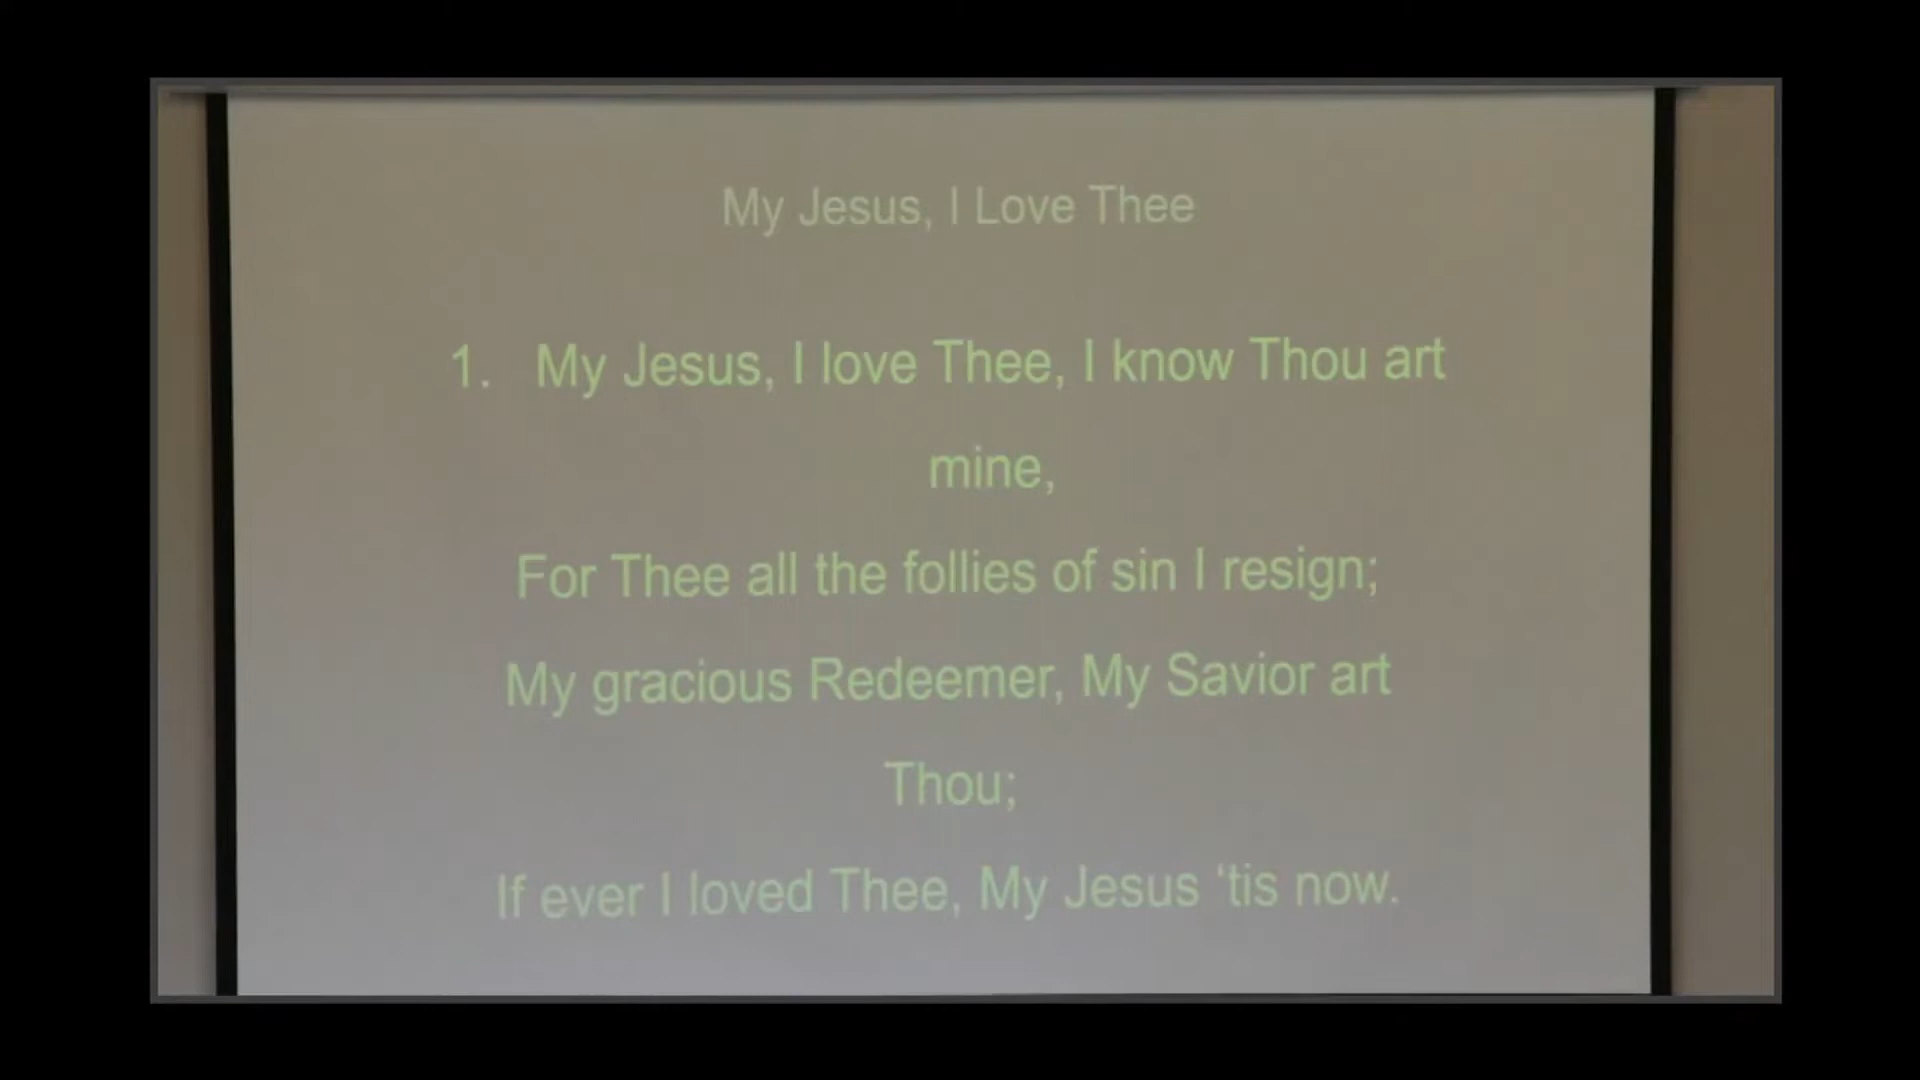 My Jesus, I Love Thee
1. My Jesus, I love Thee, I know Thou art
mine,
For Thee all the follies of sin I resign;
My gracious Redeemer, My Savior art
Thou;
If ever I loved Thee, My Jesus ‘tis now.